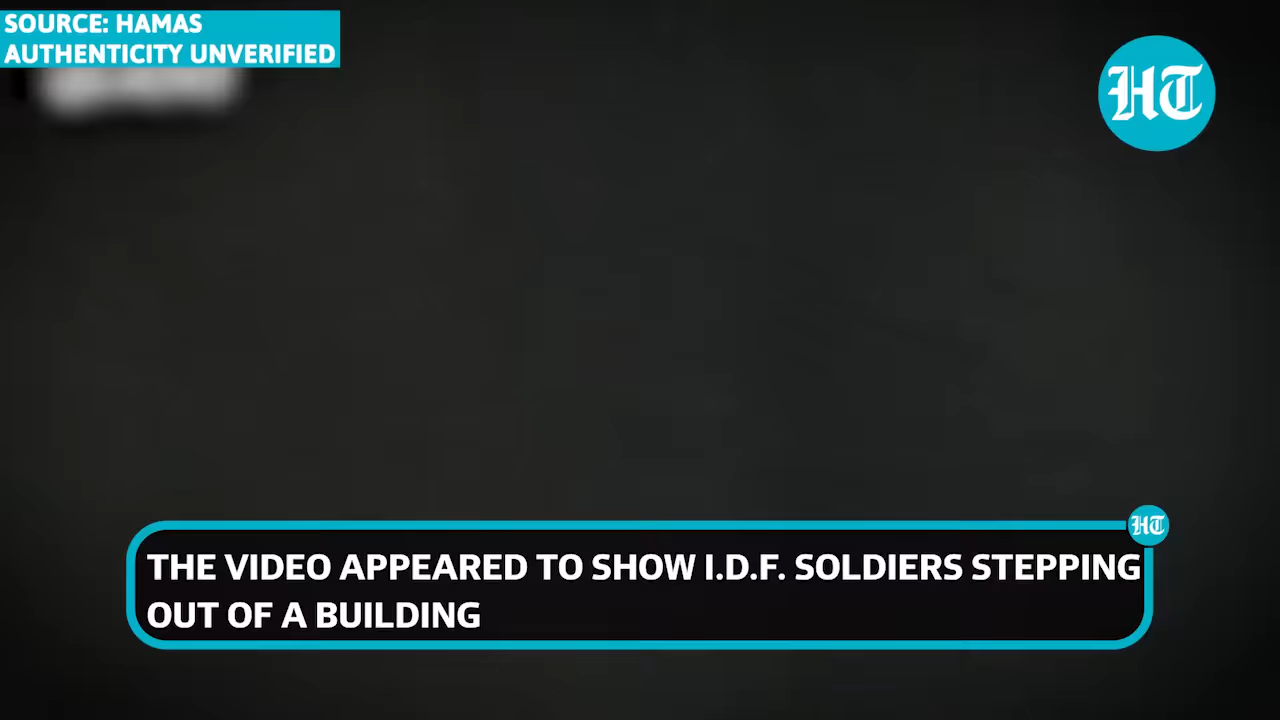 SOURCE: HAMAS
AUTHENTICITY UNVERIFIED
HT
HT
THE VIDEO APPEARED TO SHOW I.D.F. SOLDIERS STEPPING
OUT OF A BUILDING